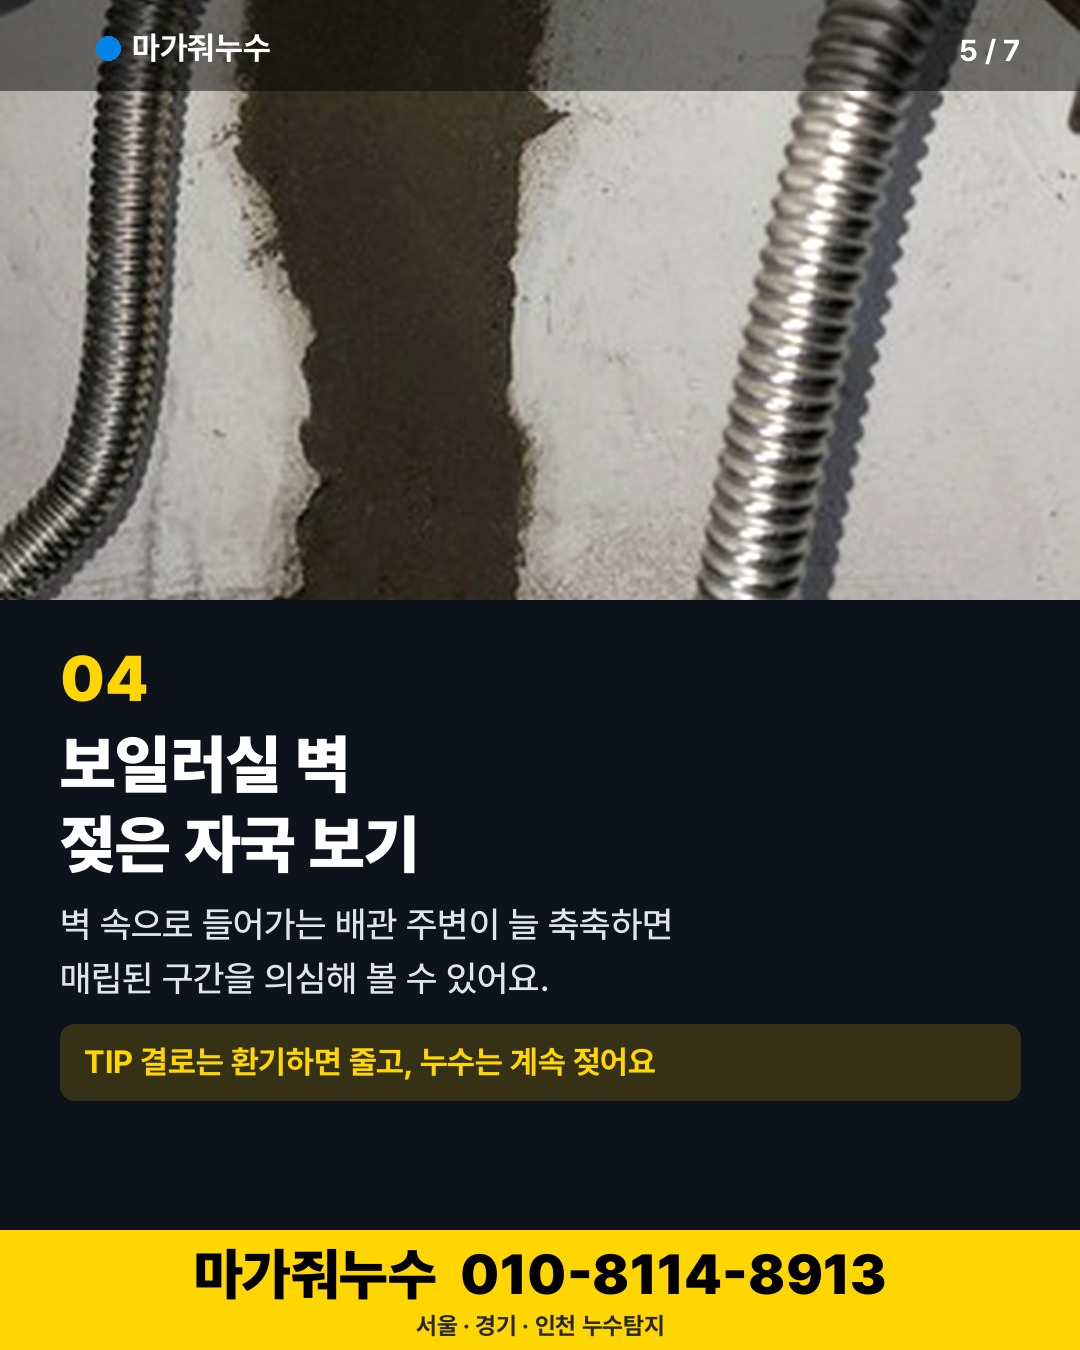 마가줘누수
5 / 7
04
보일러실 벽
젖은 자국 보기
벽 속으로 들어가는 배관 주변이 늘 축축하면
매립된 구간을 의심해 볼 수 있어요.
TIP 결로는 환기하면 줄고, 누수는 계속 젖어요
마가줘누수 010-8114-8913
서울 · 경기 · 인천 누수탐지